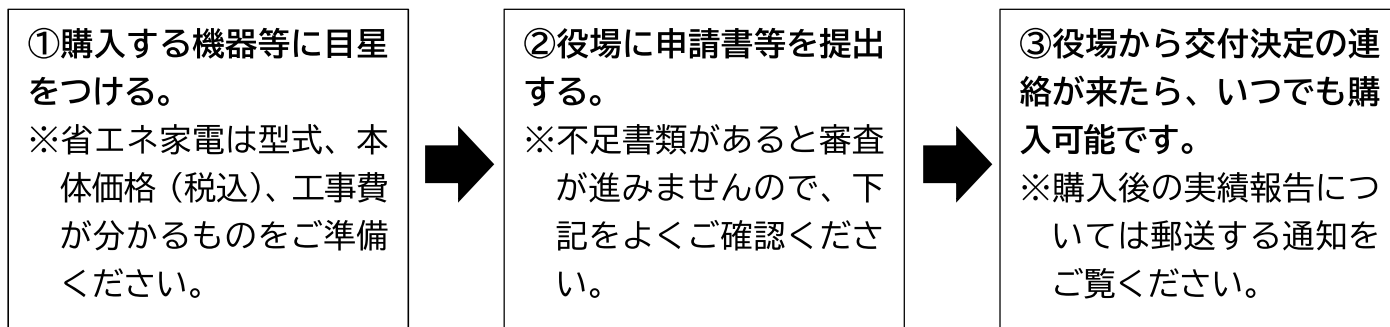 ①購入する機器等に目星
をつける。
※省エネ家電は型式、本
体価格（税込）、工事費
が分かるものをご準備
ください。
②役場に申請書等を提出
する。
※不足書類があると審査
が進みませんので、下
記をよくご確認くださ
い。
③役場から交付決定の連
絡が来たら、いつでも購
入可能です。
※購入後の実績報告につ
いては郵送する通知を
ご覧ください。